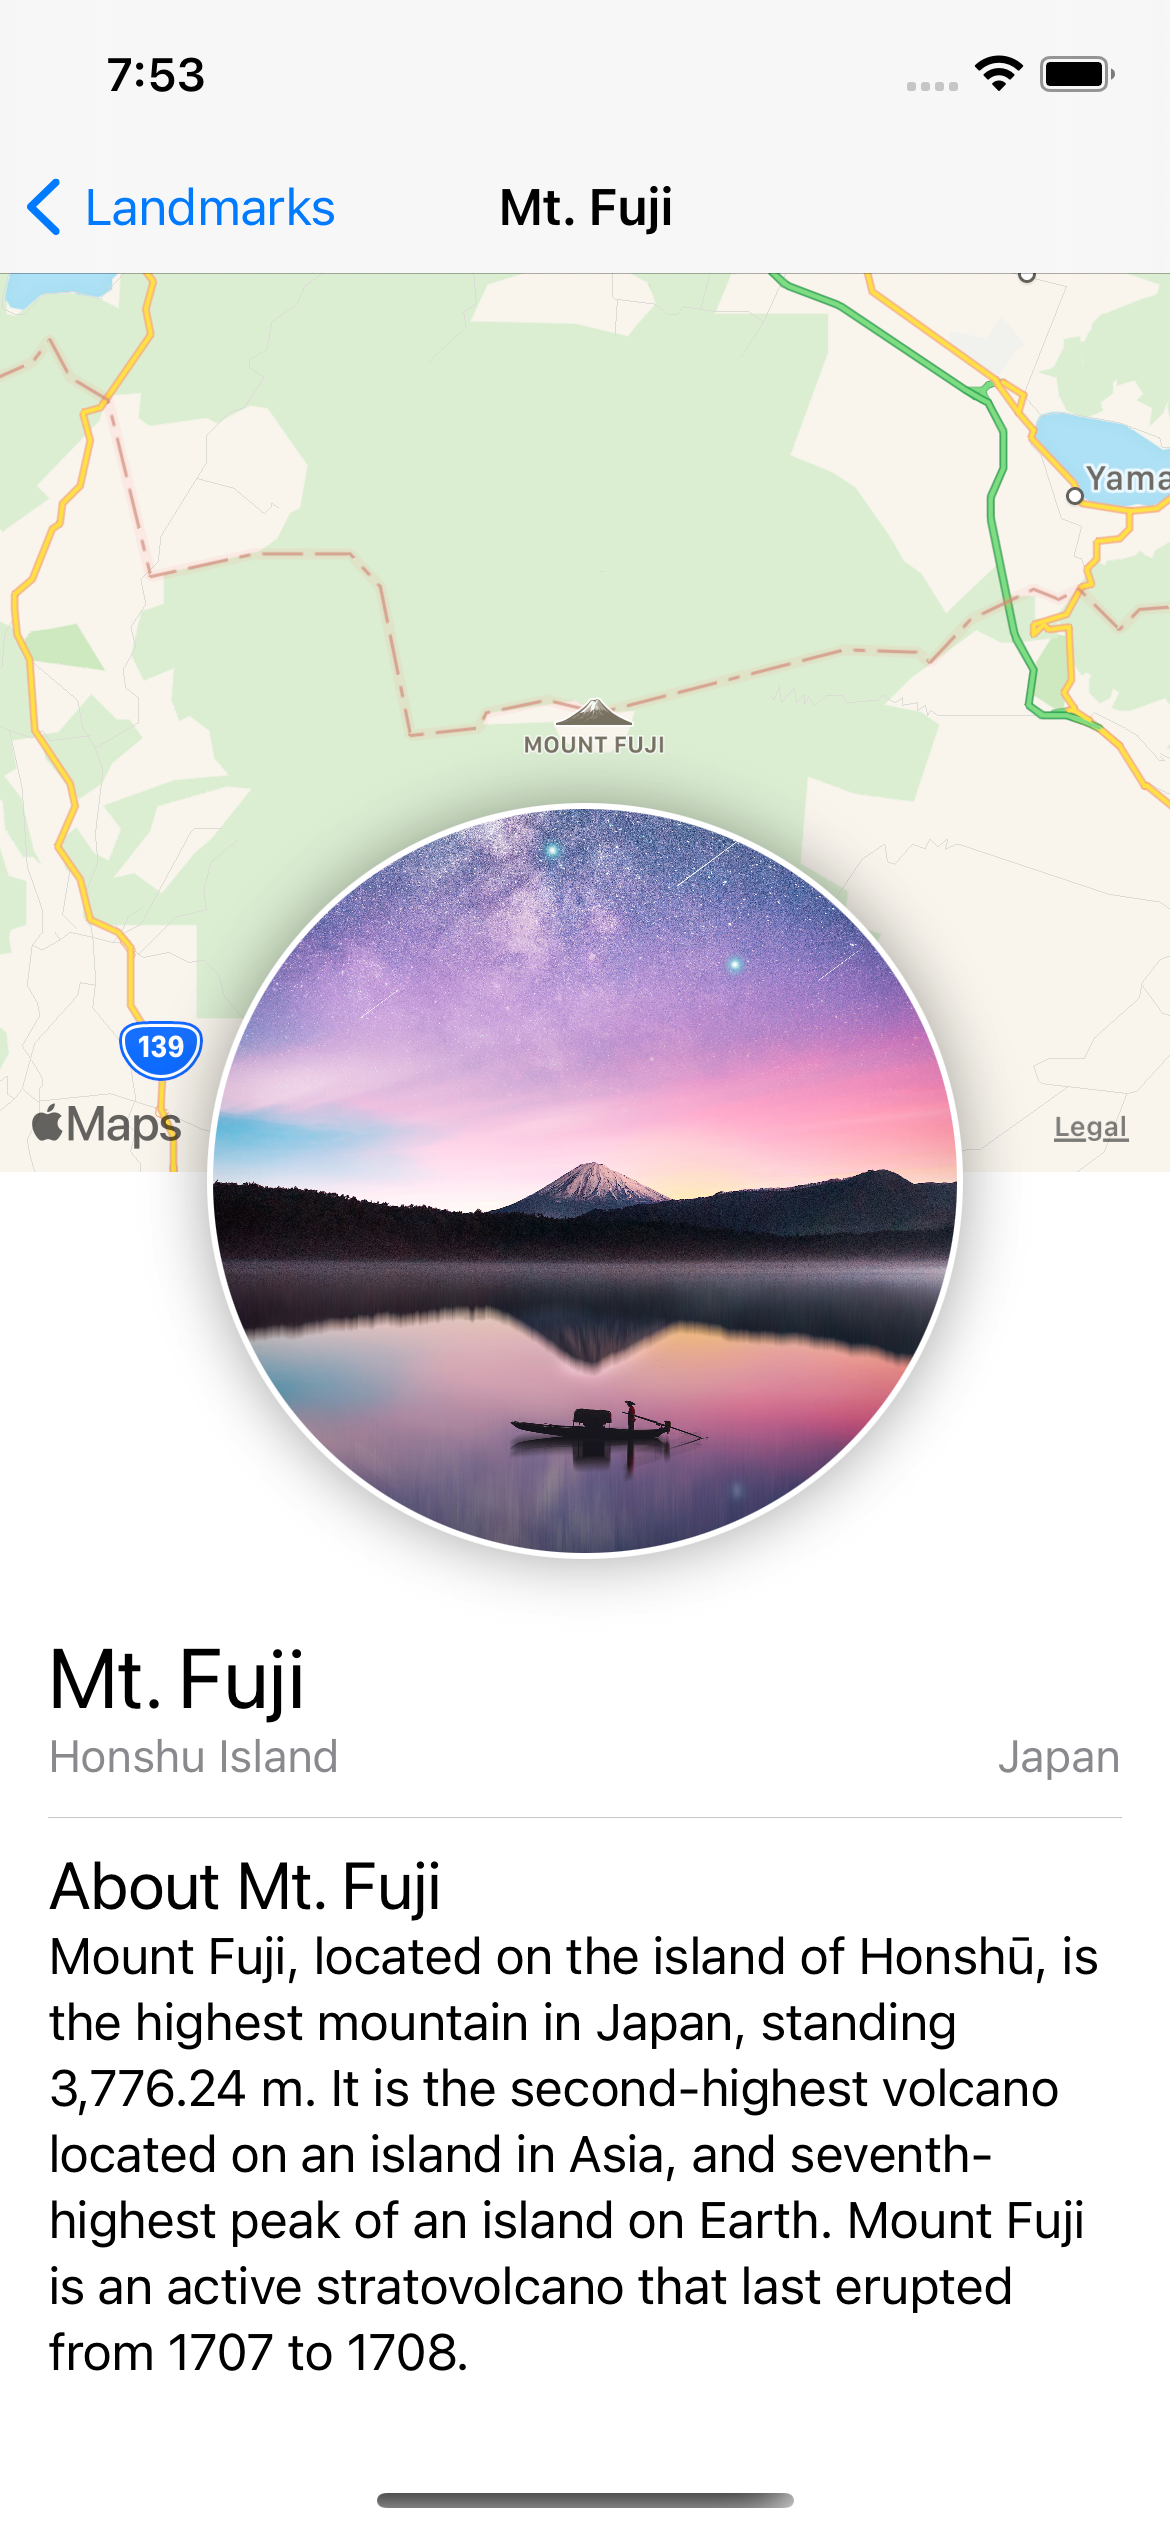 7:53
Landmarks
Mt. Fuji
Yama
MOUNT FUJI
139
Maps
Legal
Mt. Fuji
Honshu Island
Japan
About Mt. Fuji
Mount Fuji, located on the island of Honshū, is
the highest mountain in Japan, standing
3,776.24 m. It is the second-highest volcano
located on an island in Asia, and seventh-
highest peak of an island on Earth. Mount Fuji
is an active stratovolcano that last erupted
from 1707 to 1708.